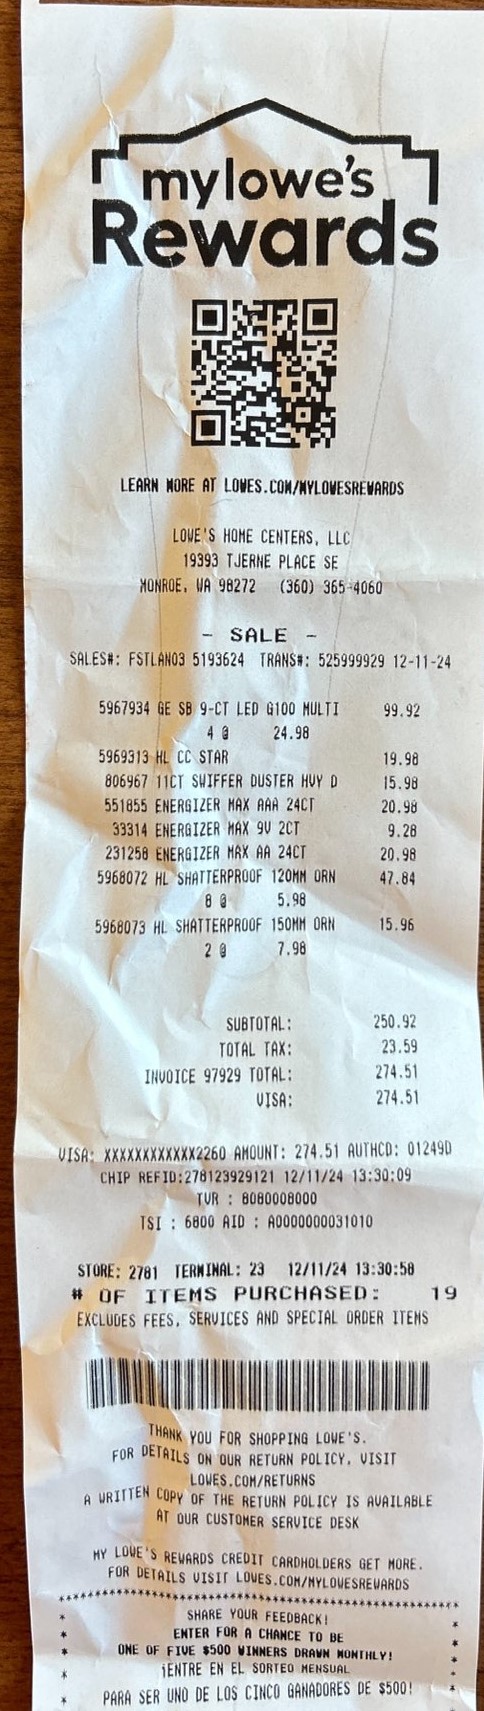 mylowe's
Rewards
LEARN MORE AT LOWES.COM/MYLOWESREWARDS
LOWE'S HOME CENTERS, LLC
19393 TJERNE PLACE SE
MONROE, WA 98272 (360) 365-4060
- SALE -
SALES#: FSTLAN03 5193624 TRANS#: 525999929 12-11-24
5967934 GE SB 9-CT LED G100 MULTI 99.92
4 @ 24.98
5969313 HL CC STAR 19.98
806967 11CT SWIFFER DUSTER HVY D 15.98
551855 ENERGIZER MAX AAA 24CT 20.98
33314 ENERGIZER MAX 9V 2CT 9.28
231258 ENERGIZER MAX AA 24CT 20.98
5968072 HL SHATTERPROOF 120MM ORN 47.84
8 @ 5.98
5968073 HL SHATTERPROOF 150MM ORN 15.96
2 @ 7.98
SUBTOTAL: 250.92
TOTAL TAX: 23.59
INVOICE 97929 TOTAL: 274.51
VISA: 274.51
VISA: XXXXXXXXXXXX2260 AMOUNT: 274.51 AUTHCD: 01249D
CHIP REFID:278123929121 12/11/24 13:30:09
TVR : 8080008000
TSI : 6800 AID : A0000000031010
STORE: 2781 TERMINAL: 23 12/11/24 13:30:58
# OF ITEMS PURCHASED: 19
EXCLUDES FEES, SERVICES AND SPECIAL ORDER ITEMS
THANK YOU FOR SHOPPING LOWE'S.
FOR DETAILS ON OUR RETURN POLICY, VISIT
LOWES.COM/RETURNS
A WRITTEN COPY OF THE RETURN POLICY IS AVAILABLE
AT OUR CUSTOMER SERVICE DESK
MY LOWE'S REWARDS CREDIT CARDHOLDERS GET MORE.
FOR DETAILS VISIT LOWES.COM/MYLOWESREWARDS
************************************************************
* SHARE YOUR FEEDBACK! *
* ENTER FOR A CHANCE TO BE *
* ONE OF FIVE $500 WINNERS DRAWN MONTHLY! *
* ¡ENTRE EN EL SORTEO MENSUAL *
* PARA SER UNO DE LOS CINCO GANADORES DE $500! *